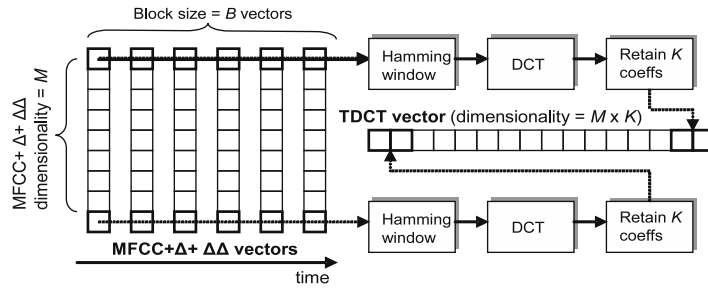 Block size = B vectors
MFCC+ Δ+ ΔΔ
dimensionality = M
Hamming
window
DCT
Retain K
coeffs
TDCT vector (dimensionality = M x K)
Hamming
window
DCT
Retain K
coeffs
MFCC+Δ+ ΔΔ vectors
time